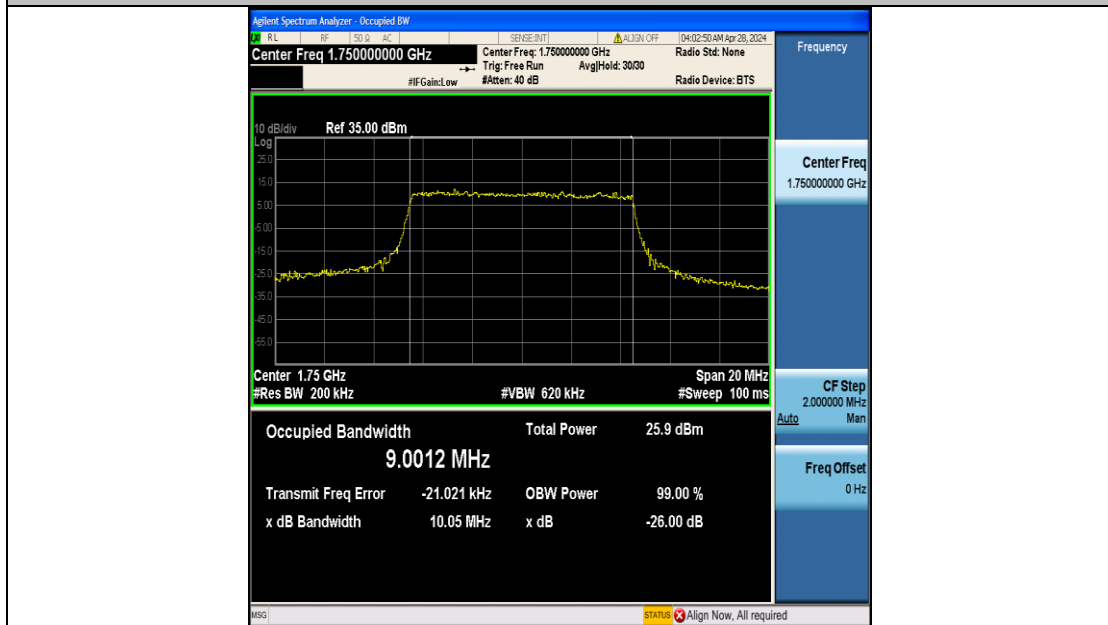 Agilent Spectrum Analyzer - Occupied BW
LXI RL RF 50 Ω AC SENSE:INT ALIGN OFF 04:02:50 AM Apr 28, 2024
Center Freq 1.750000000 GHz Center Freq: 1.750000000 GHz Radio Std: None
Trig: Free Run Avg|Hold: 30/30
#IFGain:Low #Atten: 40 dB Radio Device: BTS
Frequency
10 dB/div Ref 35.00 dBm
Log
25.0
15.0
5.00
-5.00
-15.0
-25.0
-35.0
-45.0
-55.0
Center 1.75 GHz Span 20 MHz
#Res BW 200 kHz #VBW 620 kHz #Sweep 100 ms
Center Freq
1.750000000 GHz
CF Step
2.000000 MHz
Auto Man
Freq Offset
0 Hz
Occupied Bandwidth Total Power 25.9 dBm
9.0012 MHz
Transmit Freq Error -21.021 kHz OBW Power 99.00 %
x dB Bandwidth 10.05 MHz x dB -26.00 dB
MSG STATUS Align Now, All required